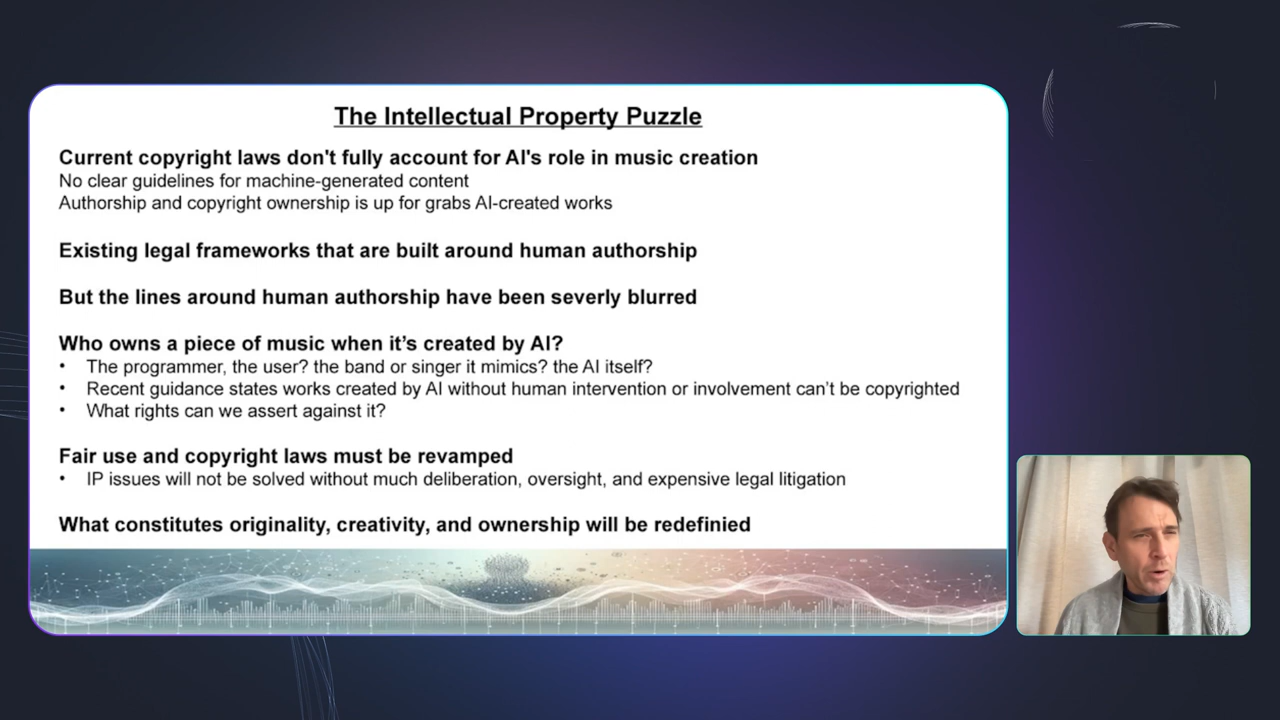 The Intellectual Property Puzzle
Current copyright laws don't fully account for AI's role in music creation
No clear guidelines for machine-generated content
Authorship and copyright ownership is up for grabs AI-created works
Existing legal frameworks that are built around human authorship
But the lines around human authorship have been severly blurred
Who owns a piece of music when it’s created by AI?
• The programmer, the user? the band or singer it mimics? the AI itself?
• Recent guidance states works created by AI without human intervention or involvement can’t be copyrighted
• What rights can we assert against it?
Fair use and copyright laws must be revamped
• IP issues will not be solved without much deliberation, oversight, and expensive legal litigation
What constitutes originality, creativity, and ownership will be redefinied